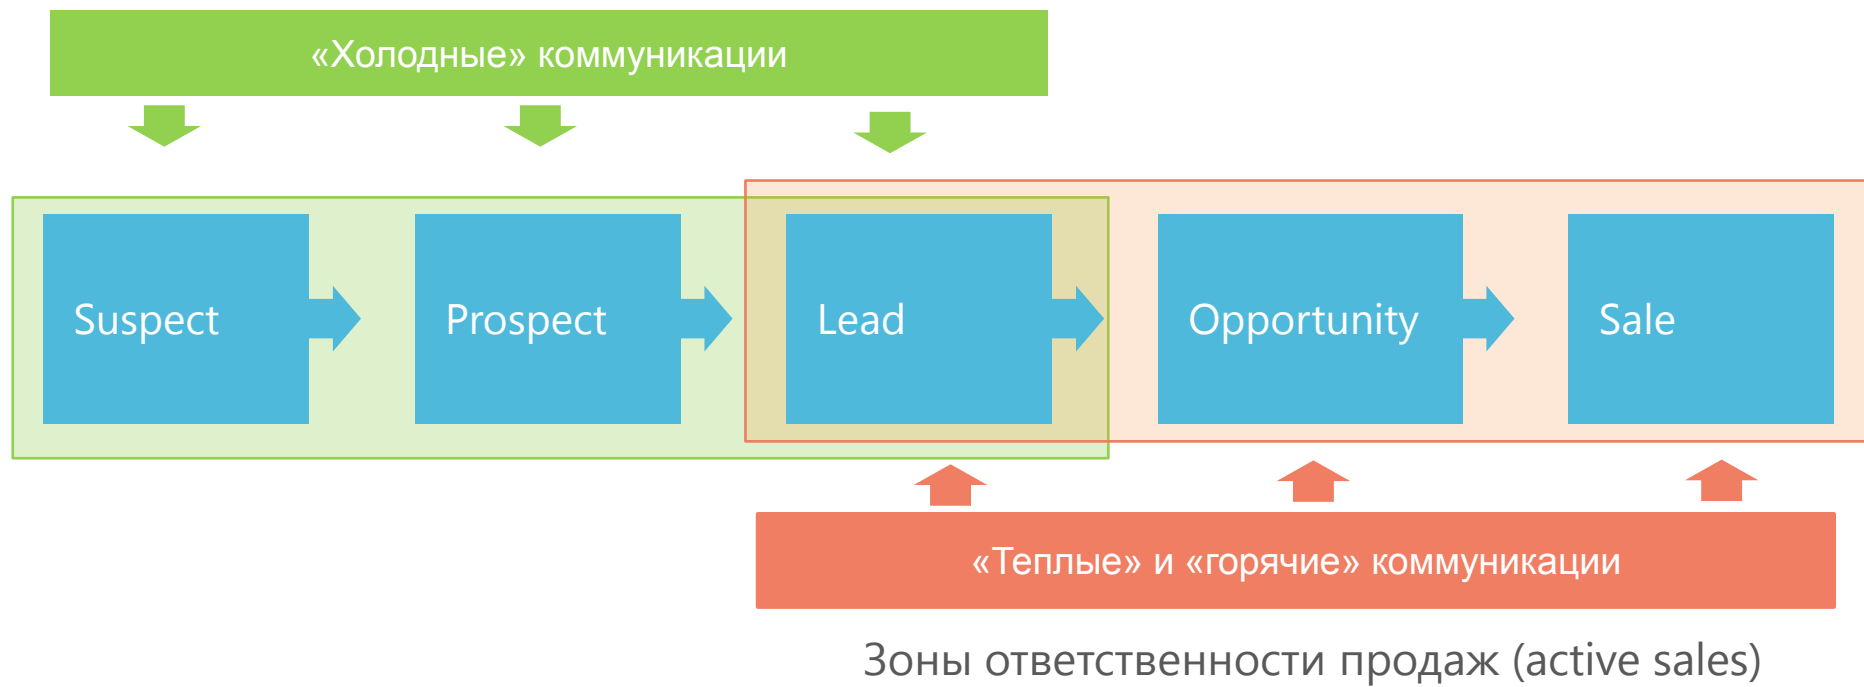 «Холодные» коммуникации
Suspect
Prospect
Lead
Opportunity
Sale
«Теплые» и «горячие» коммуникации
Зоны ответственности продаж (active sales)